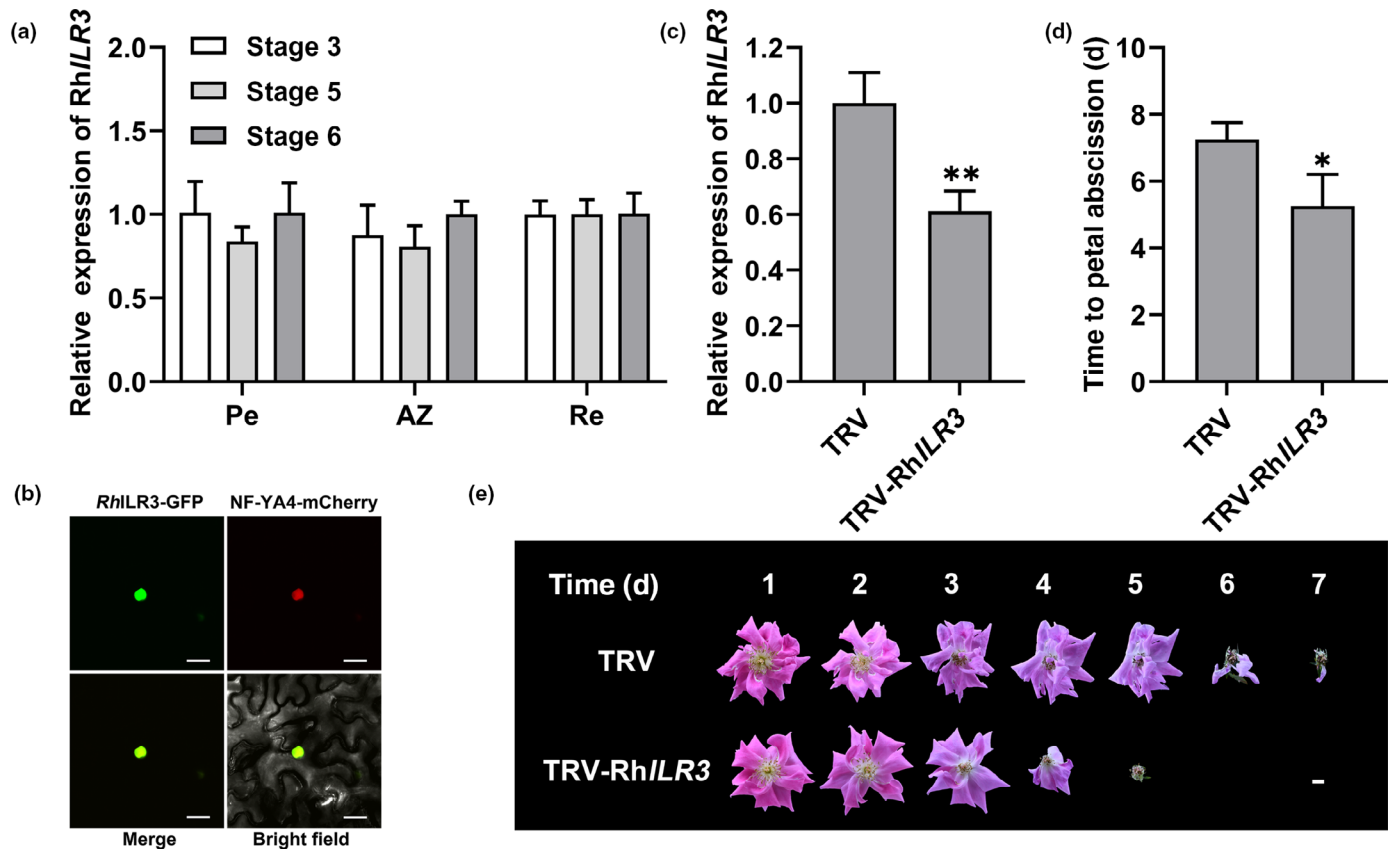 (a)
Relative expression of RhILR3
2.0
1.5
1.0
0.5
0.0
Stage 3
Stage 5
Stage 6
Pe AZ Re
(c)
Relative expression of RhILR3
1.2
1.0
0.8
0.6
0.4
0.2
0.0
**
TRV
TRV-RhILR3
(d)
Time to petal abscission (d)
10
8
6
4
2
0
*
TRV
TRV-RhILR3
(b)
RhILR3-GFP NF-YA4-mCherry
Merge Bright field
(e)
Time (d) 1 2 3 4 5 6 7
TRV
TRV-RhILR3